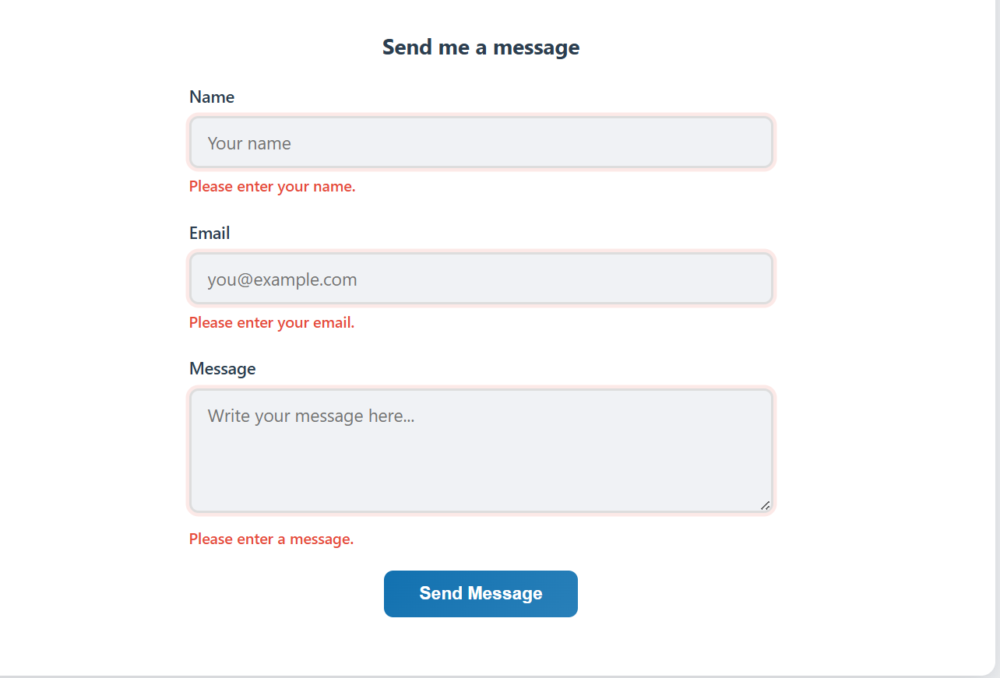 Send me a message
Name
Your name
Please enter your name.
Email
you@example.com
Please enter your email.
Message
Write your message here...
Please enter a message.
Send Message